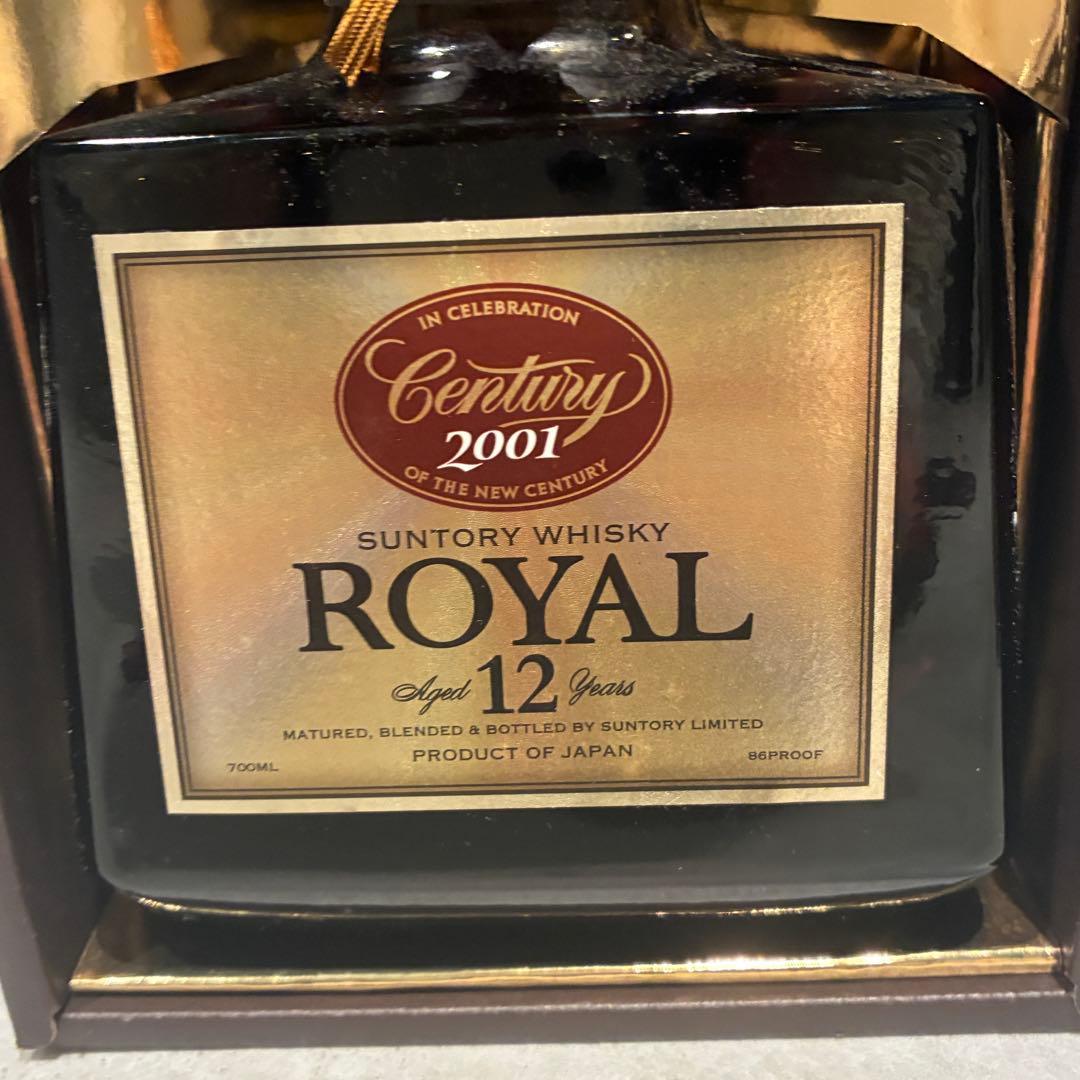 IN CELEBRATION
Century
2001
OF THE NEW CENTURY
SUNTORY WHISKY
ROYAL
Aged 12 Years
MATURED, BLENDED & BOTTLED BY SUNTORY LIMITED
PRODUCT OF JAPAN
700ML
86PROOF